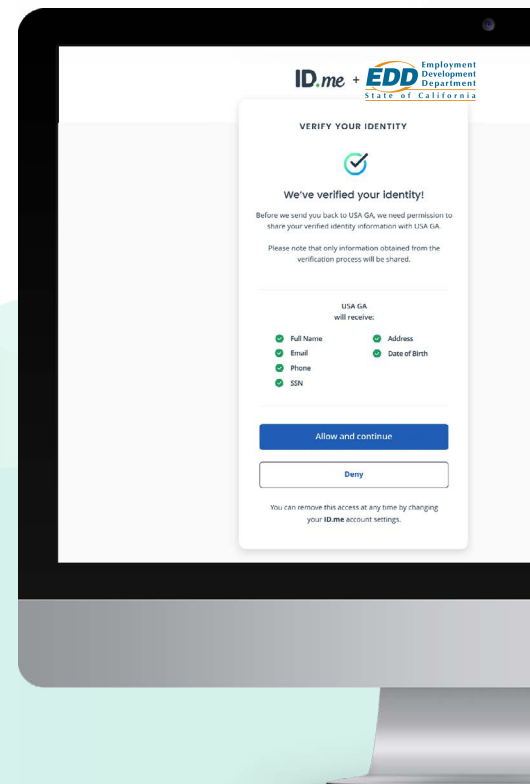 ID.me + EDD Employment
Development
Department
State of California
VERIFY YOUR IDENTITY
We've verified your identity!
Before we send you back to USA GA, we need permission to
share your verified identity information with USA GA.
Please note that only information obtained from the
verification process will be shared.
USA GA
will receive:
Full Name
Address
Email
Date of Birth
Phone
SSN
Allow and continue
Deny
You can remove this access at any time by changing
your ID.me account settings.